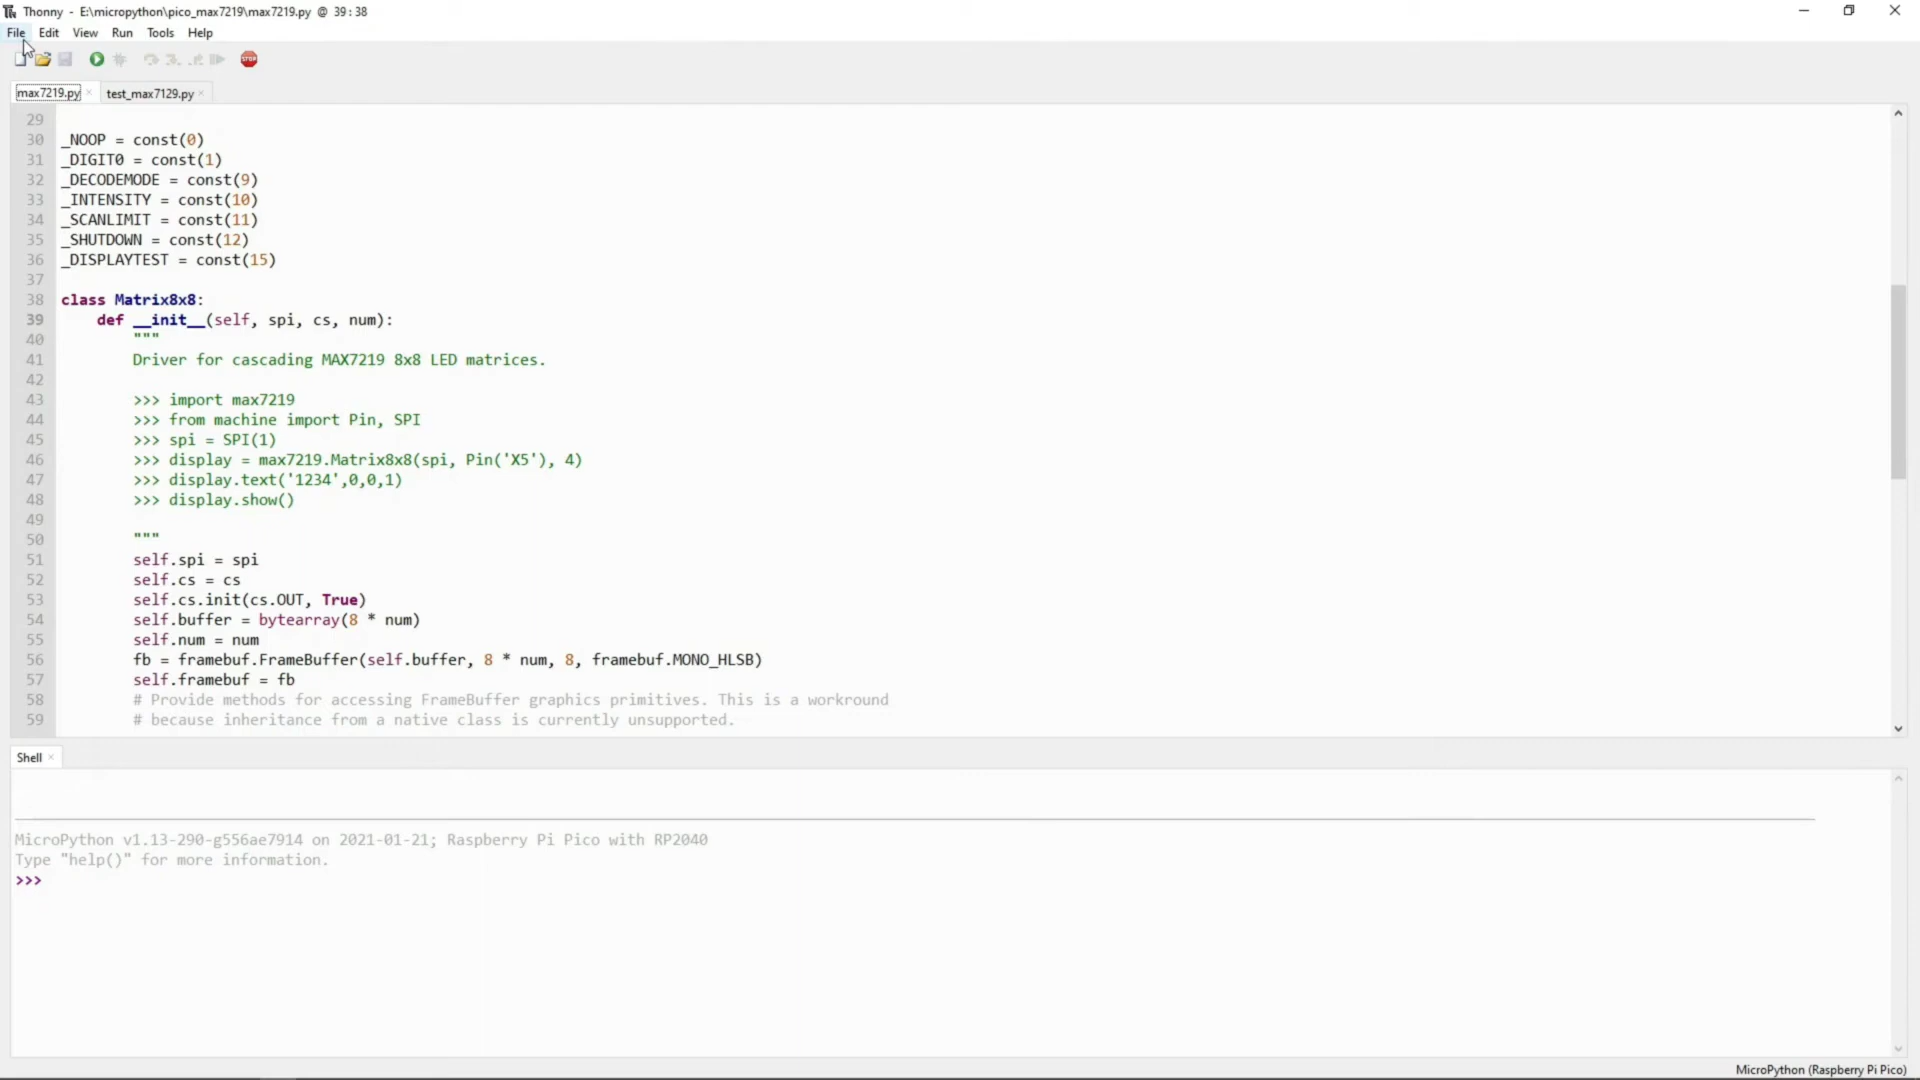 Thonny - E:\micropython\pico_max7219\max7219.py @ 39:38
File Edit View Run Tools Help
STOP
max7219.py × test_max7129.py ×
29
30 _NOOP = const(0)
31 _DIGIT0 = const(1)
32 _DECODEMODE = const(9)
33 _INTENSITY = const(10)
34 _SCANLIMIT = const(11)
35 _SHUTDOWN = const(12)
36 _DISPLAYTEST = const(15)
37
38 class Matrix8x8:
39     def __init__(self, spi, cs, num):
40         """
41         Driver for cascading MAX7219 8x8 LED matrices.
42
43         >>> import max7219
44         >>> from machine import Pin, SPI
45         >>> spi = SPI(1)
46         >>> display = max7219.Matrix8x8(spi, Pin('X5'), 4)
47         >>> display.text('1234',0,0,1)
48         >>> display.show()
49
50         """
51         self.spi = spi
52         self.cs = cs
53         self.cs.init(cs.OUT, True)
54         self.buffer = bytearray(8 * num)
55         self.num = num
56         fb = framebuf.FrameBuffer(self.buffer, 8 * num, 8, framebuf.MONO_HLSB)
57         self.framebuf = fb
58         # Provide methods for accessing FrameBuffer graphics primitives. This is a workround
59         # because inheritance from a native class is currently unsupported.
Shell ×
MicroPython v1.13-290-g556ae7914 on 2021-01-21; Raspberry Pi Pico with RP2040
Type "help()" for more information.
>>>
MicroPython (Raspberry Pi Pico)